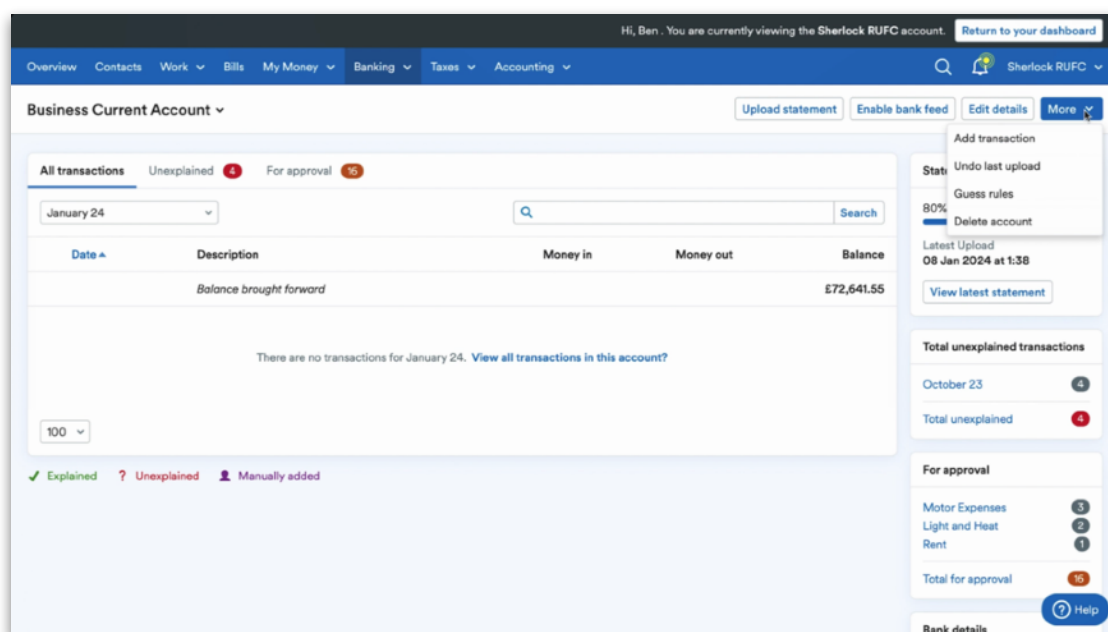 Hi, Ben . You are currently viewing the Sherlock RUFC account. Return to your dashboard
Overview Contacts Work Bills My Money Banking Taxes Accounting Sherlock RUFC
Business Current Account Upload statement Enable bank feed Edit details More
Add transaction
Undo last upload
Guess rules
Delete account
All transactions Unexplained 4 For approval 16
January 24 Search
80%
Latest Upload
08 Jan 2024 at 1:38
View latest statement
Date Description Money in Money out Balance
Balance brought forward £72,641.55
There are no transactions for January 24. View all transactions in this account?
100
Explained ? Unexplained Manually added
Total unexplained transactions
October 23 4
Total unexplained 4
For approval
Motor Expenses 3
Light and Heat 2
Rent 1
Total for approval 16
? Help
Bank details